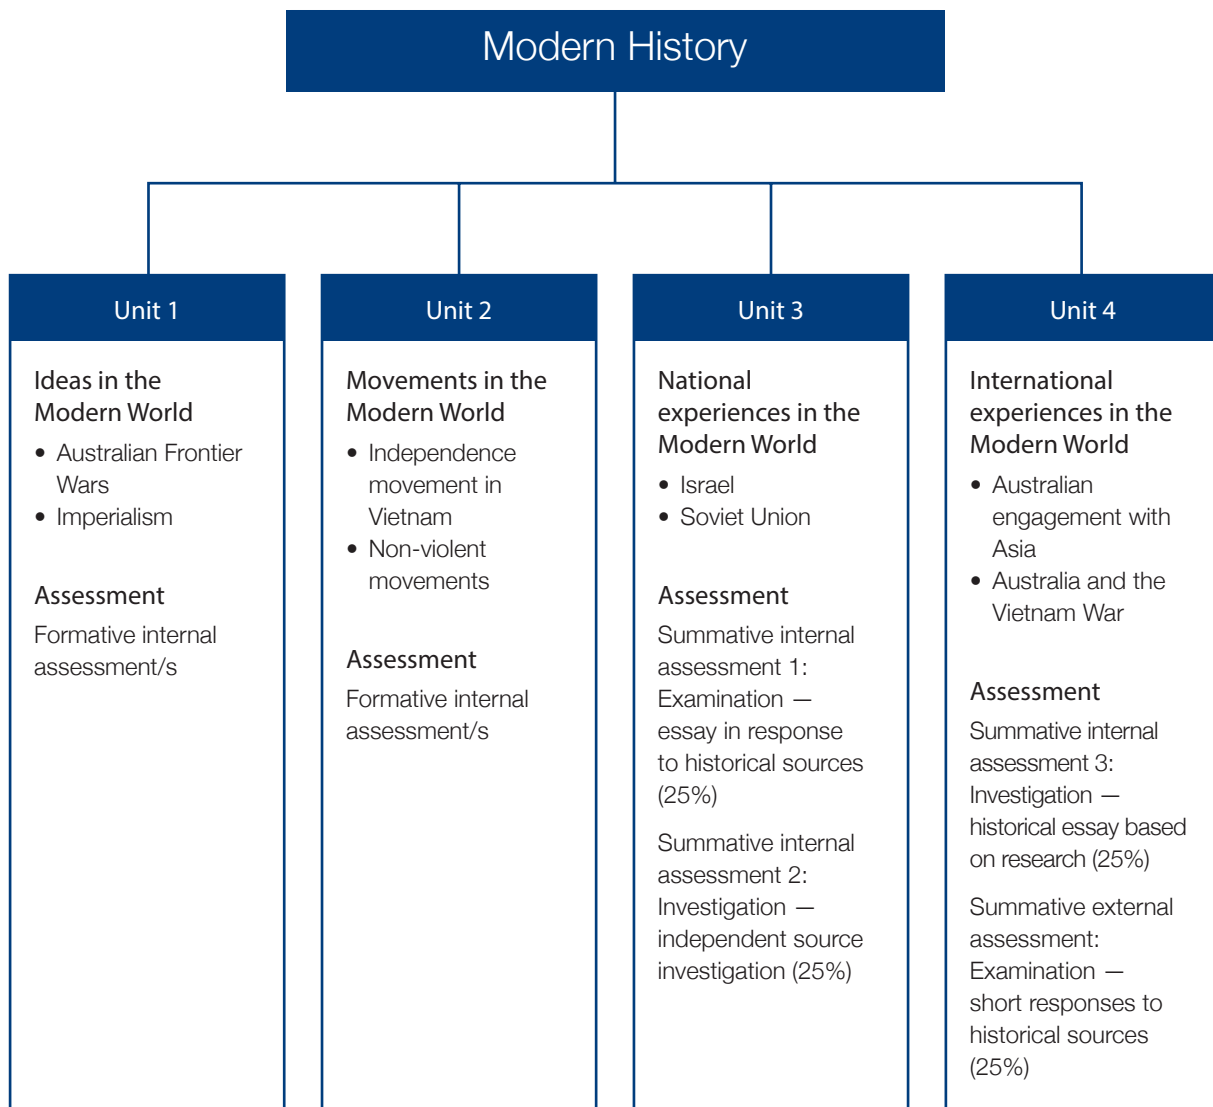 Modern History
Unit 1
Ideas in the
Modern World
• Australian Frontier
Wars
• Imperialism
Assessment
Formative internal
assessment/s
Unit 2
Movements in the
Modern World
• Independence
movement in
Vietnam
• Non-violent
movements
Assessment
Formative internal
assessment/s
Unit 3
National
experiences in the
Modern World
• Israel
• Soviet Union
Assessment
Summative internal
assessment 1:
Examination —
essay in response
to historical sources
(25%)
Summative internal
assessment 2:
Investigation —
independent source
investigation (25%)
Unit 4
International
experiences in the
Modern World
• Australian
engagement with
Asia
• Australia and the
Vietnam War
Assessment
Summative internal
assessment 3:
Investigation —
historical essay based
on research (25%)
Summative external
assessment:
Examination —
short responses to
historical sources
(25%)